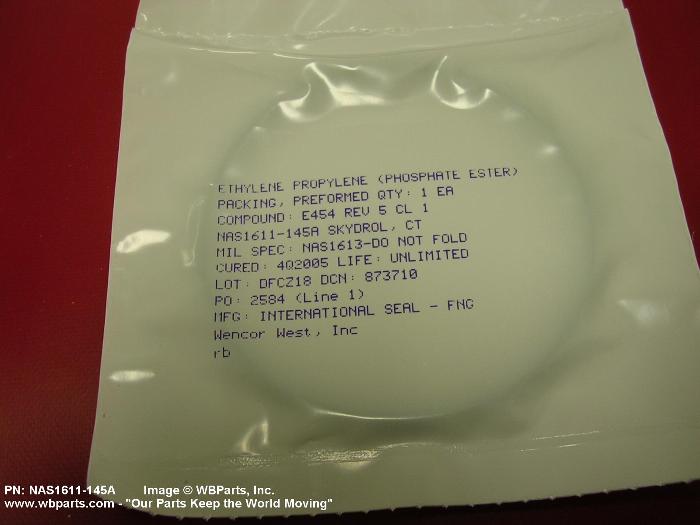 ETHYLENE PROPYLENE (PHOSPHATE ESTER)
PACKING, PREFORMED QTY: 1 EA
COMPOUND: E454 REV 5 CL 1
NAS1611-145A SKYDROL, CT
MIL SPEC: NAS1613-DO NOT FOLD
CURED: 4Q2005 LIFE: UNLIMITED
LOT: DFCZ18 DCN: 873710
PO: 2584 (Line 1)
MFG: INTERNATIONAL SEAL - FNG
Wencor West, Inc
rb
PN: NAS1611-145A Image © WBParts, Inc.
www.wbparts.com - "Our Parts Keep the World Moving"